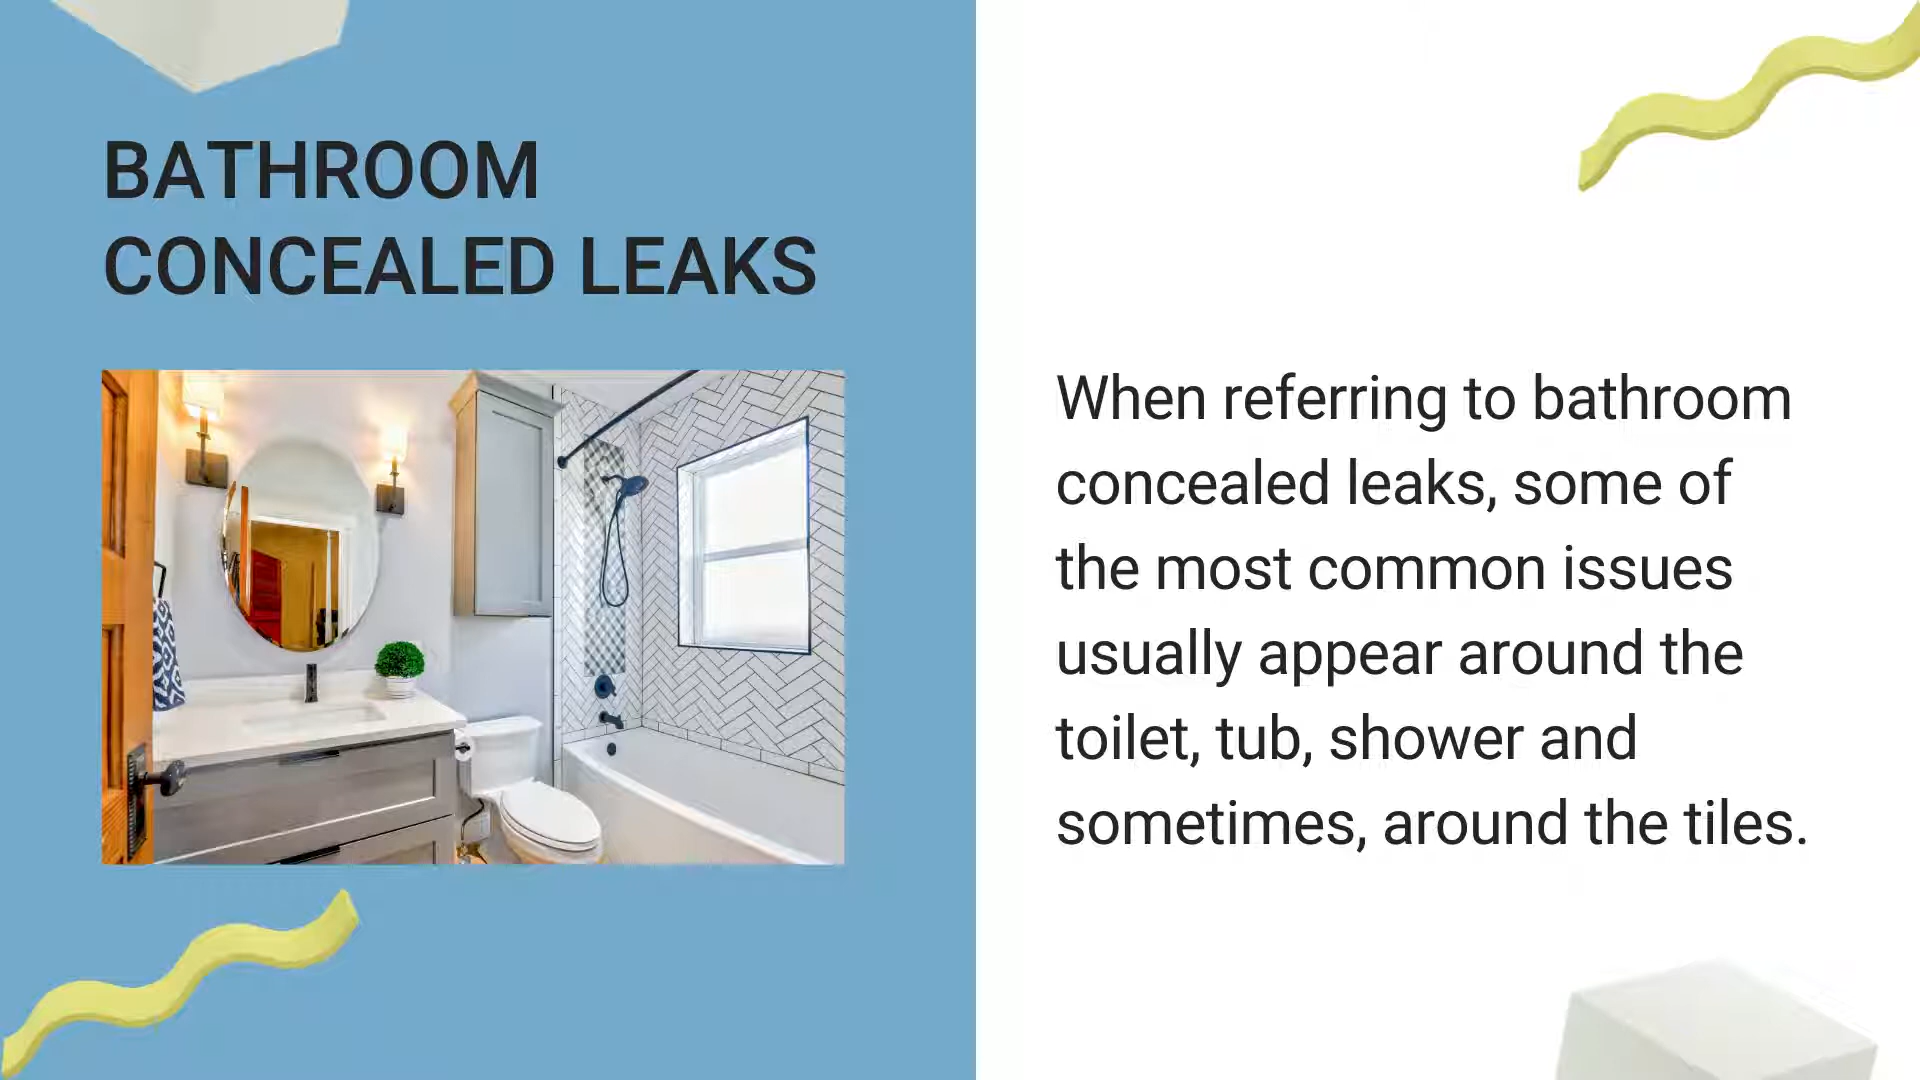 BATHROOM
CONCEALED LEAKS
When referring to bathroom
concealed leaks, some of
the most common issues
usually appear around the
toilet, tub, shower and
sometimes, around the tiles.